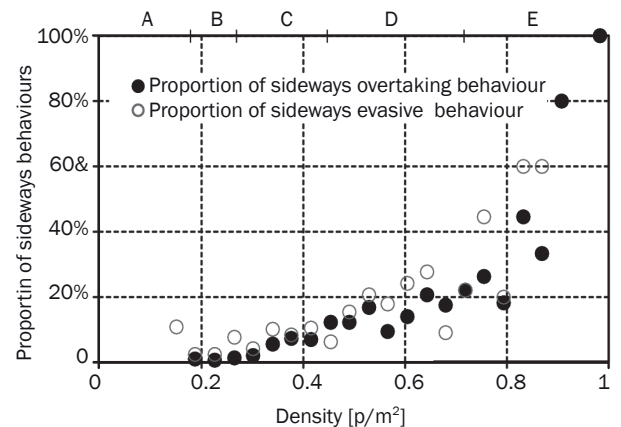 A B C D E
100%
Proportion of sideways overtaking behaviour
80%
Proportion of sideways evasive behaviour
60&
40%
20%
0
Proportin of sideways behaviours
0 0.2 0.4 0.6 0.8 1
Density [p/m²]